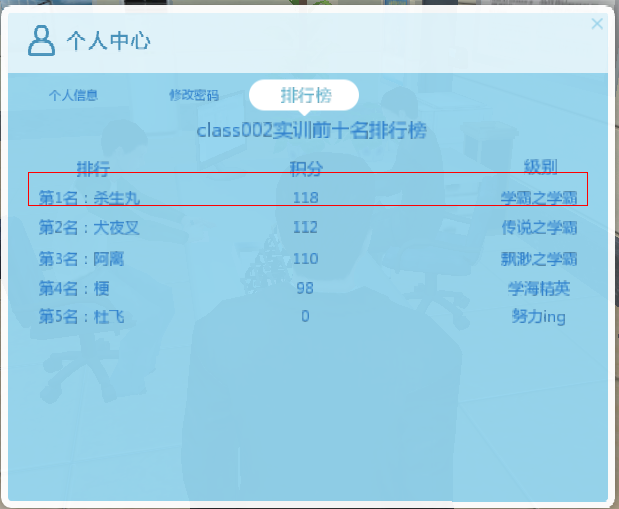 个人中心
个人信息 修改密码 排行榜
class002实训前十名排行榜
排行 积分 级别
第1名：杀生丸 118 学霸之学霸
第2名：犬夜叉 112 传说之学霸
第3名：阿离 110 飘渺之学霸
第4名：梗 98 学海精英
第5名：杜飞 0 努力ing